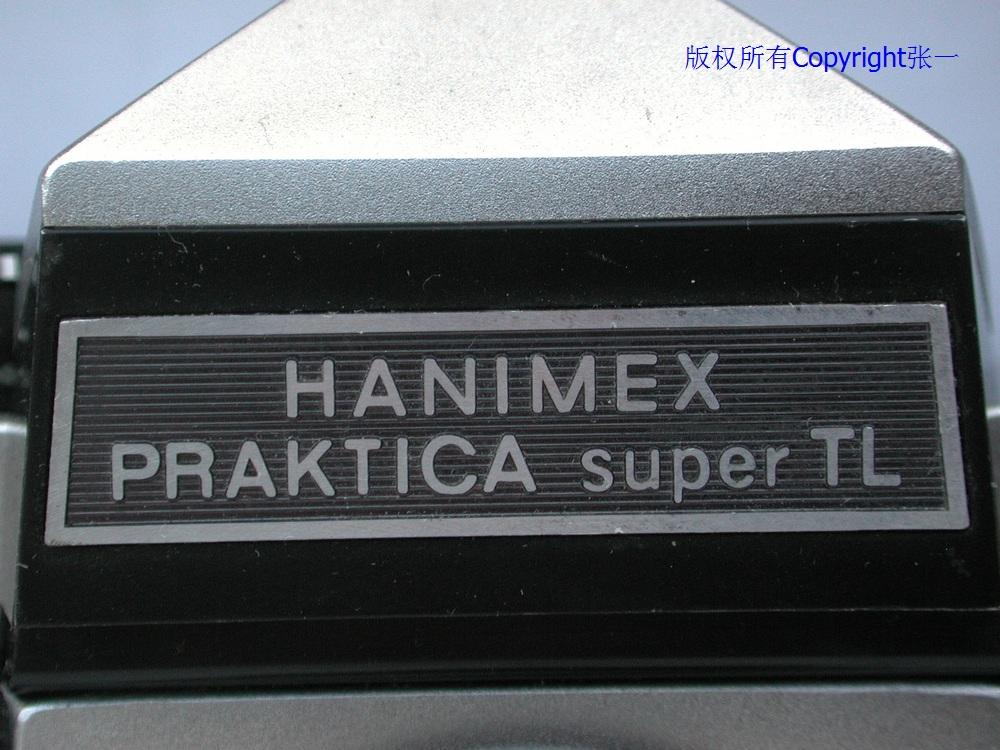 版权所有Copyright张一
HANIMEX
PRAKTICA super TL